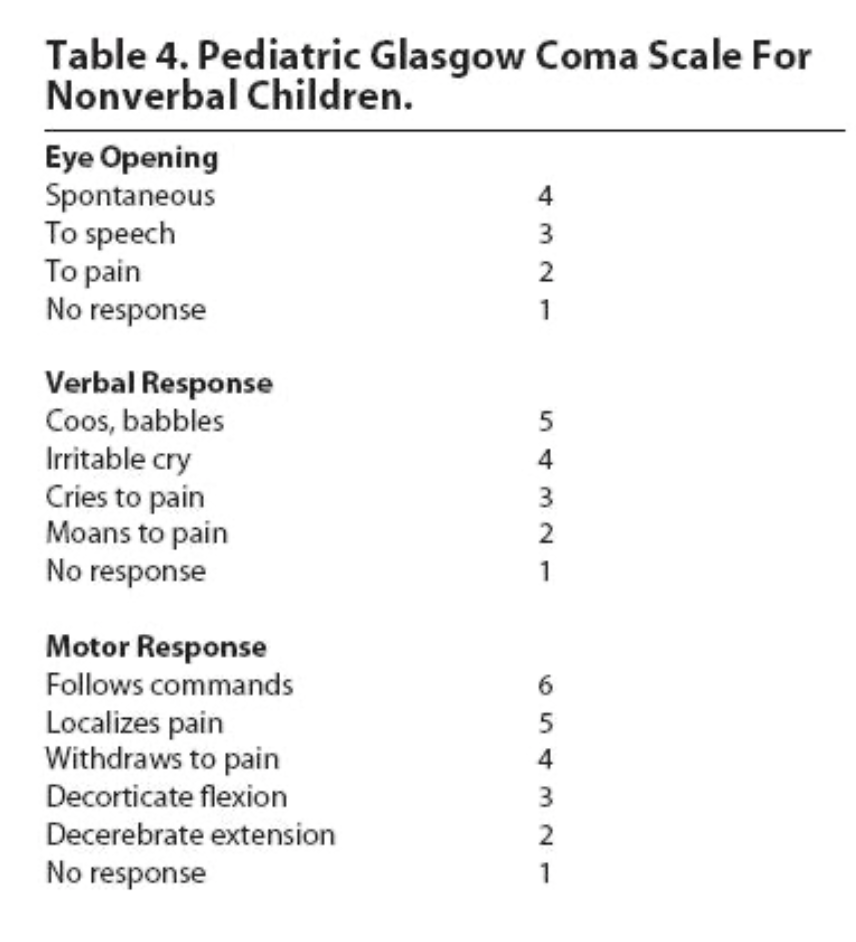 Table 4. Pediatric Glasgow Coma Scale For
Nonverbal Children.
Eye Opening
Spontaneous 4
To speech 3
To pain 2
No response 1
Verbal Response
Coos, babbles 5
Irritable cry 4
Cries to pain 3
Moans to pain 2
No response 1
Motor Response
Follows commands 6
Localizes pain 5
Withdraws to pain 4
Decorticate flexion 3
Decerebrate extension 2
No response 1